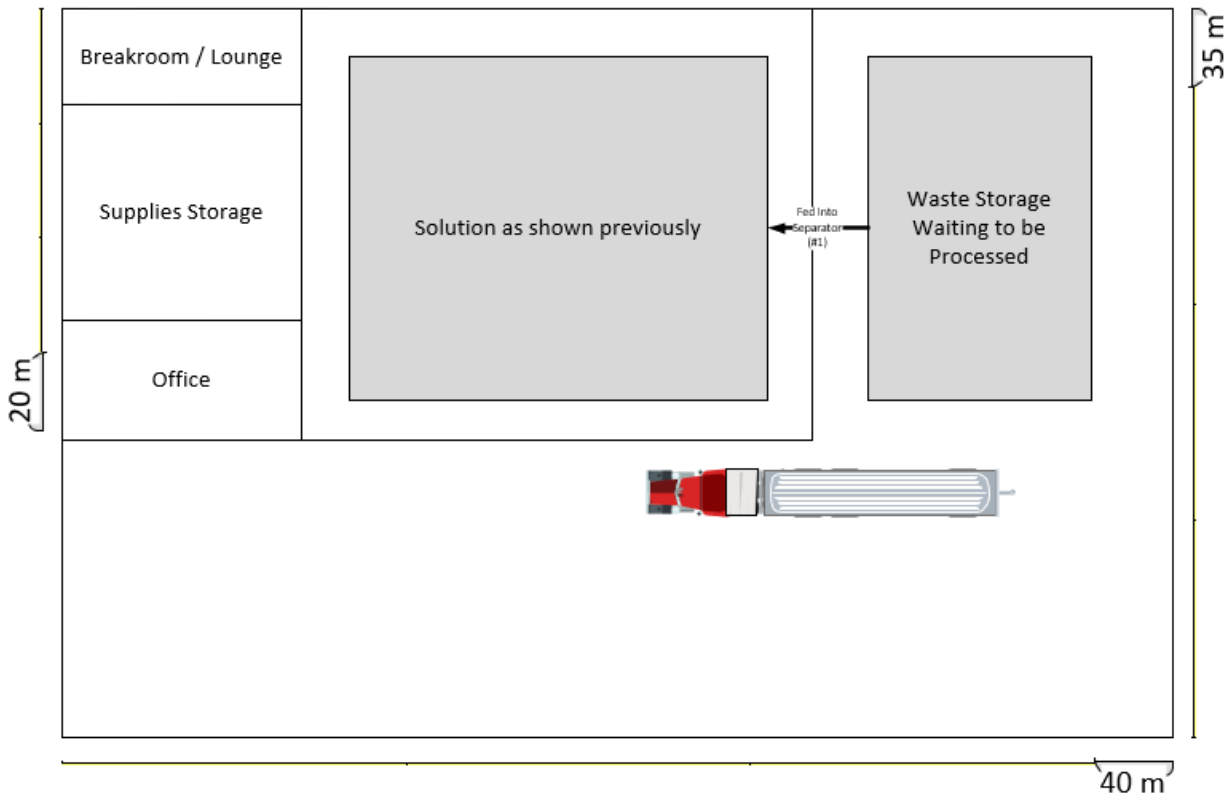 Breakroom / Lounge
Supplies Storage
Office
Solution as shown previously
Fed Into
Separator
(#1)
Waste Storage
Waiting to be
Processed
35 m
20 m
40 m